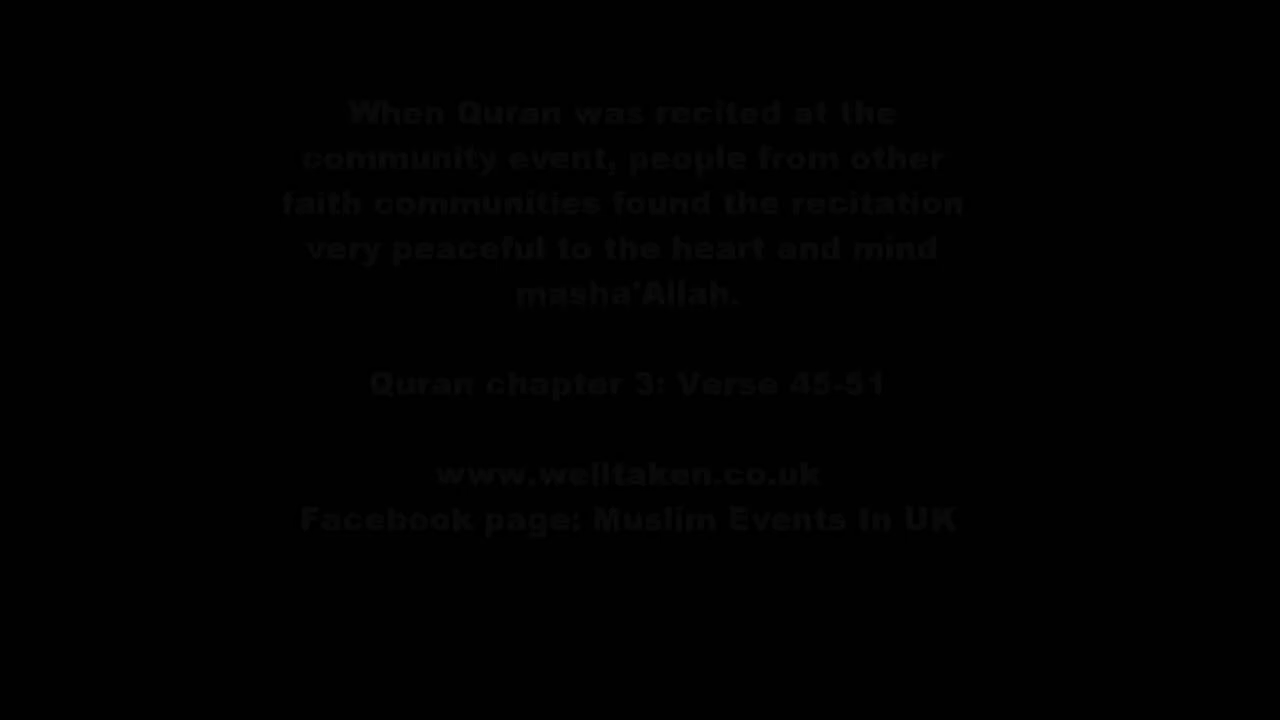 When Quran was recited at the
community event, people from other
faith communities found the recitation
very peaceful to the heart and mind
masha'Allah.
Quran chapter 3: Verse 45-51
www.welltaken.co.uk
Facebook page: Muslim Events In UK